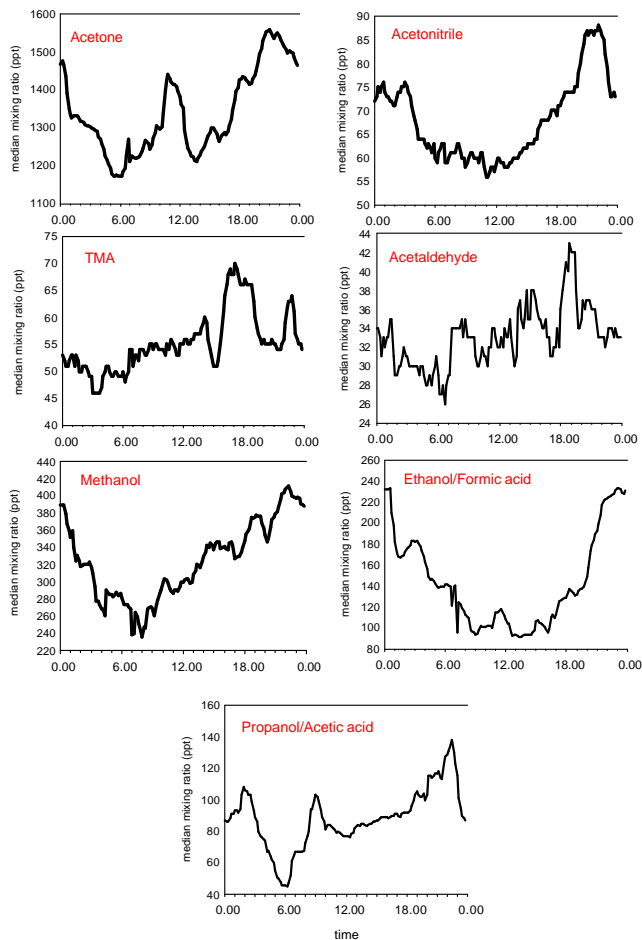 Acetone
median mixing ratio (ppt)
1600
1500
1400
1300
1200
1100
0.00 6.00 12.00 18.00 0.00
Acetonitrile
median mixing ratio (ppt)
90
85
80
75
70
65
60
55
50
0.00 6.00 12.00 18.00 0.00
TMA
median mixing ratio (ppt)
75
70
65
60
55
50
45
40
0.00 6.00 12.00 18.00 0.00
Acetaldehyde
median mixing ratio (ppt)
44
42
40
38
36
34
32
30
28
26
24
0.00 6.00 12.00 18.00 0.00
Methanol
median mixing ratio (ppt)
440
420
400
380
360
340
320
300
280
260
240
220
0.00 6.00 12.00 18.00 0.00
Ethanol/Formic acid
median mixing ratio (ppt)
260
240
220
200
180
160
140
120
100
80
0.00 6.00 12.00 18.00 0.00
Propanol/Acetic acid
median mixing ratio (ppt)
160
140
120
100
80
60
40
0.00 6.00 12.00 18.00 0.00
time